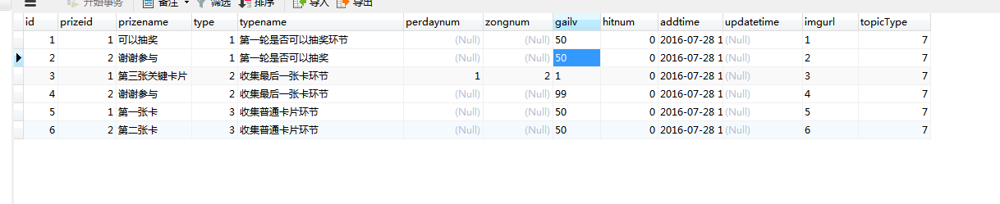 开始事务 备注 筛选 排序 导入 导出
id prizeid prizename type typename perdaynum zongnum gailv hitnum addtime updatetime imgurl topicType
1 1 可以抽奖 1 第一轮是否可以抽奖环节 (Null) (Null) 50 0 2016-07-28 1 (Null) 1 7
2 2 谢谢参与 1 第一轮是否可以抽奖 (Null) (Null) 50 0 2016-07-28 1 (Null) 2 7
3 1 第三张关键卡片 2 收集最后一张卡环节 1 2 1 0 2016-07-28 1 (Null) 3 7
4 2 谢谢参与 2 收集最后一张卡环节 (Null) (Null) 99 0 2016-07-28 1 (Null) 4 7
5 1 第一张卡 3 收集普通卡片环节 (Null) (Null) 50 0 2016-07-28 1 (Null) 5 7
6 2 第二张卡 3 收集普通卡片环节 (Null) (Null) 50 0 2016-07-28 1 (Null) 6 7